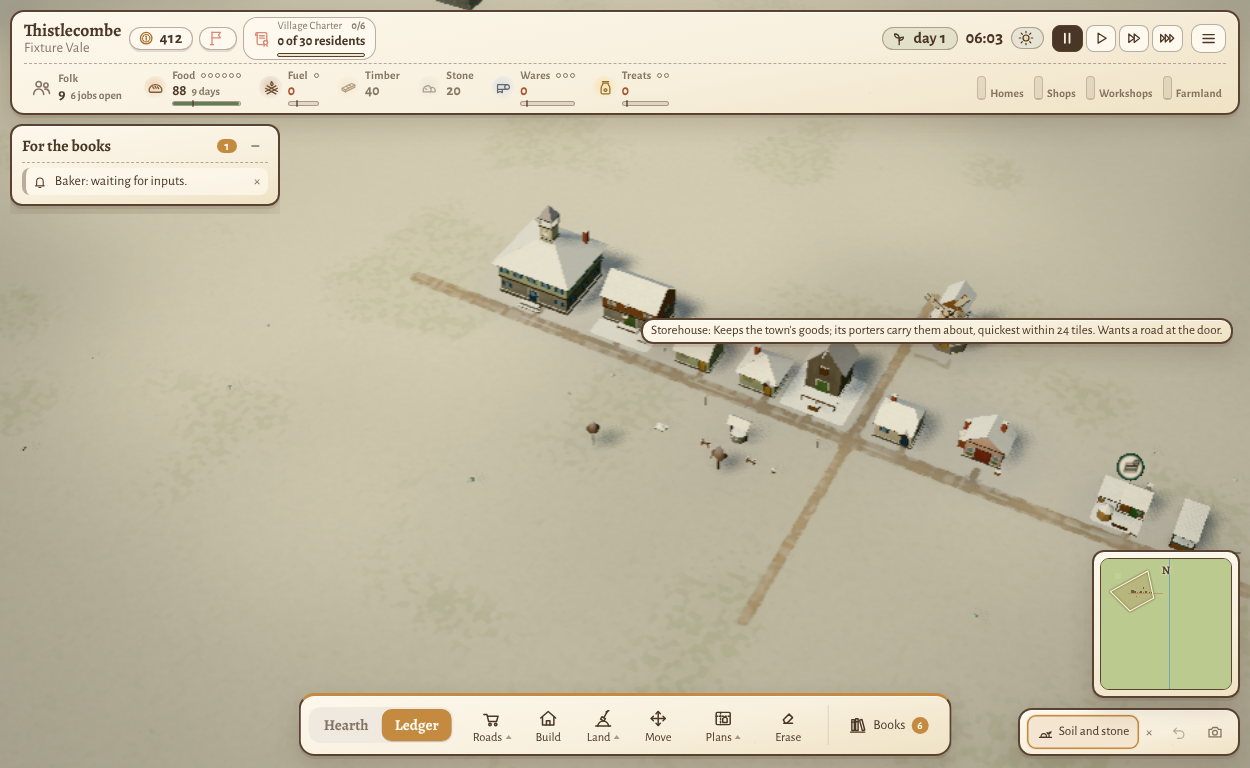 Thistlecombe
Fixture Vale
412
Village Charter 0/6
0 of 30 residents
day 1
06:03
Folk
9 6 jobs open
Food
88 9 days
Fuel
0
Timber
40
Stone
20
Wares
0
Treats
0
Homes
Shops
Workshops
Farmland
For the books
1
Baker: waiting for inputs.
Storehouse: Keeps the town's goods; its porters carry them about, quickest within 24 tiles. Wants a road at the door.
N
Hearth
Ledger
Roads
Build
Land
Move
Plans
Erase
Books 6
Soil and stone